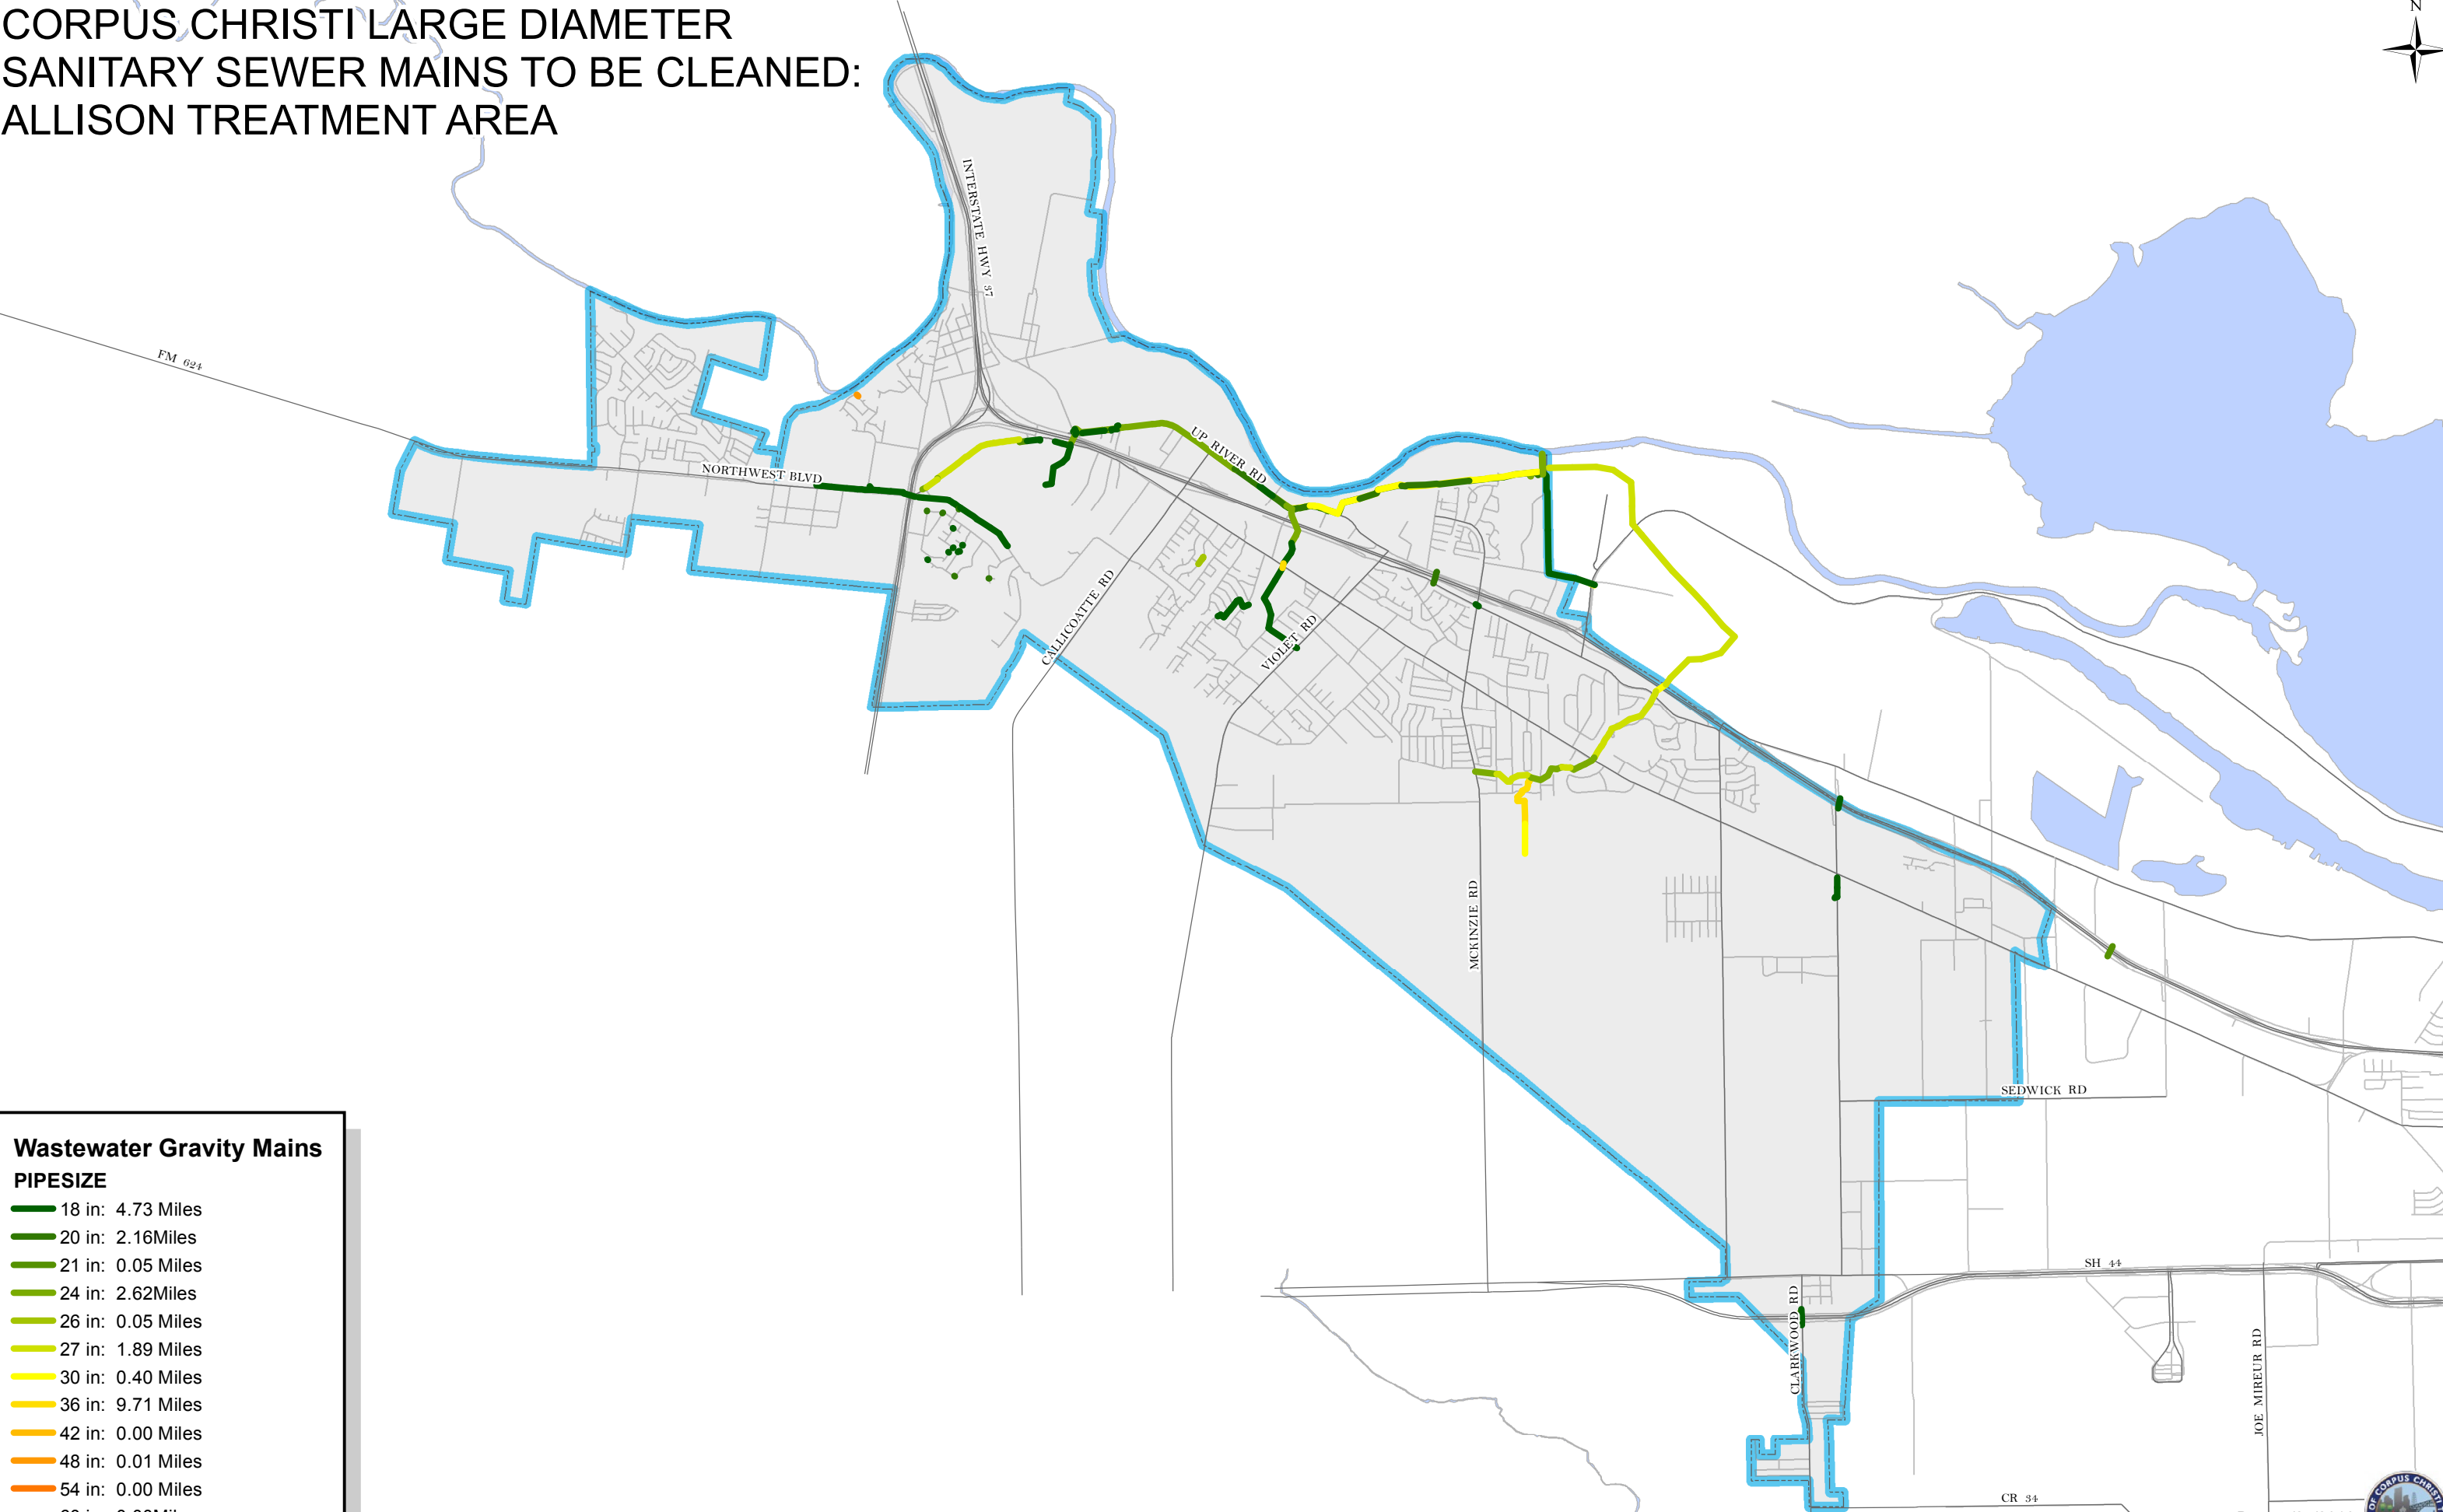 CORPUS CHRISTI LARGE DIAMETER
SANITARY SEWER MAINS TO BE CLEANED:
ALLISON TREATMENT AREA
N
INTERSTATE HWY 37
FM 624
NORTHWEST BLVD
UP RIVER RD
CALLICOATTE RD
VIOLET RD
MCKINZIE RD
SEDWICK RD
SH 44
CLARKWOOD RD
JOE MIREUR RD
CR 34
Wastewater Gravity Mains
PIPESIZE
18 in: 4.73 Miles
20 in: 2.16Miles
21 in: 0.05 Miles
24 in: 2.62Miles
26 in: 0.05 Miles
27 in: 1.89 Miles
30 in: 0.40 Miles
36 in: 9.71 Miles
42 in: 0.00 Miles
48 in: 0.01 Miles
54 in: 0.00 Miles
OF CORPUS CHRISTI